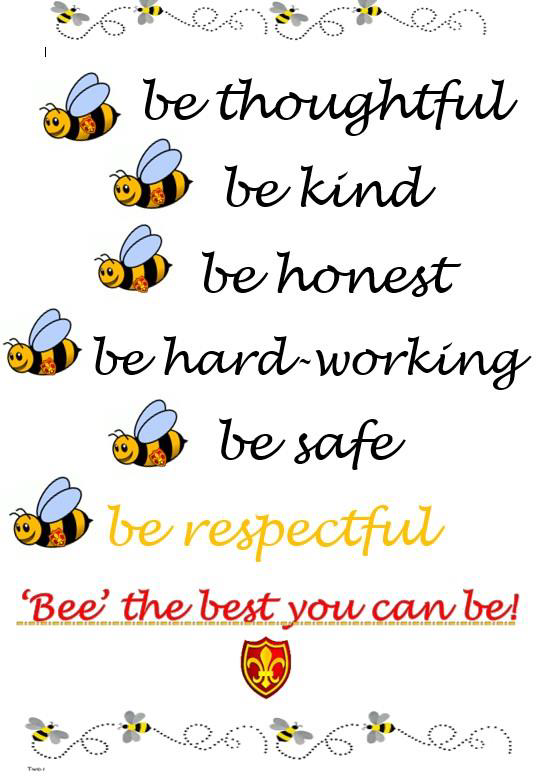 be thoughtful
be kind
be honest
be hard-working
be safe
be respectful
‘Bee’ the best you can be!